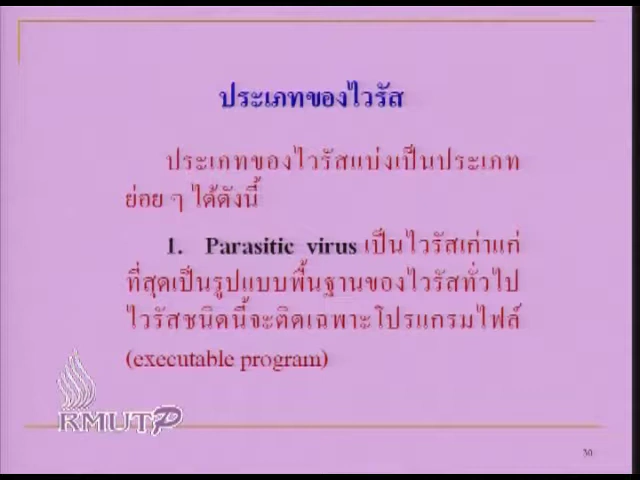 ประเภทของไวรัส
ประเภทของไวรัสแบ่งเป็นประเภท
ย่อย ๆ ได้ดังนี้
1. Parasitic virus เป็นไวรัสเก่าแก่
ที่สุดเป็นรูปแบบพื้นฐานของไวรัสทั่วไป
ไวรัสชนิดนี้จะติดเฉพาะโปรแกรมไฟล์
(executable program)
RMUTP
30